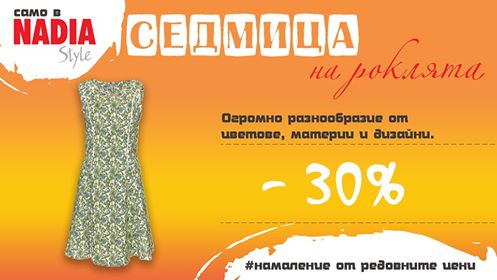 само в
NADIA
Style
СЕДМИЦА
на роклята
Огромно разнообразие от
цветове, материи и дизайни.
- 30%
#намаление от редовните цени